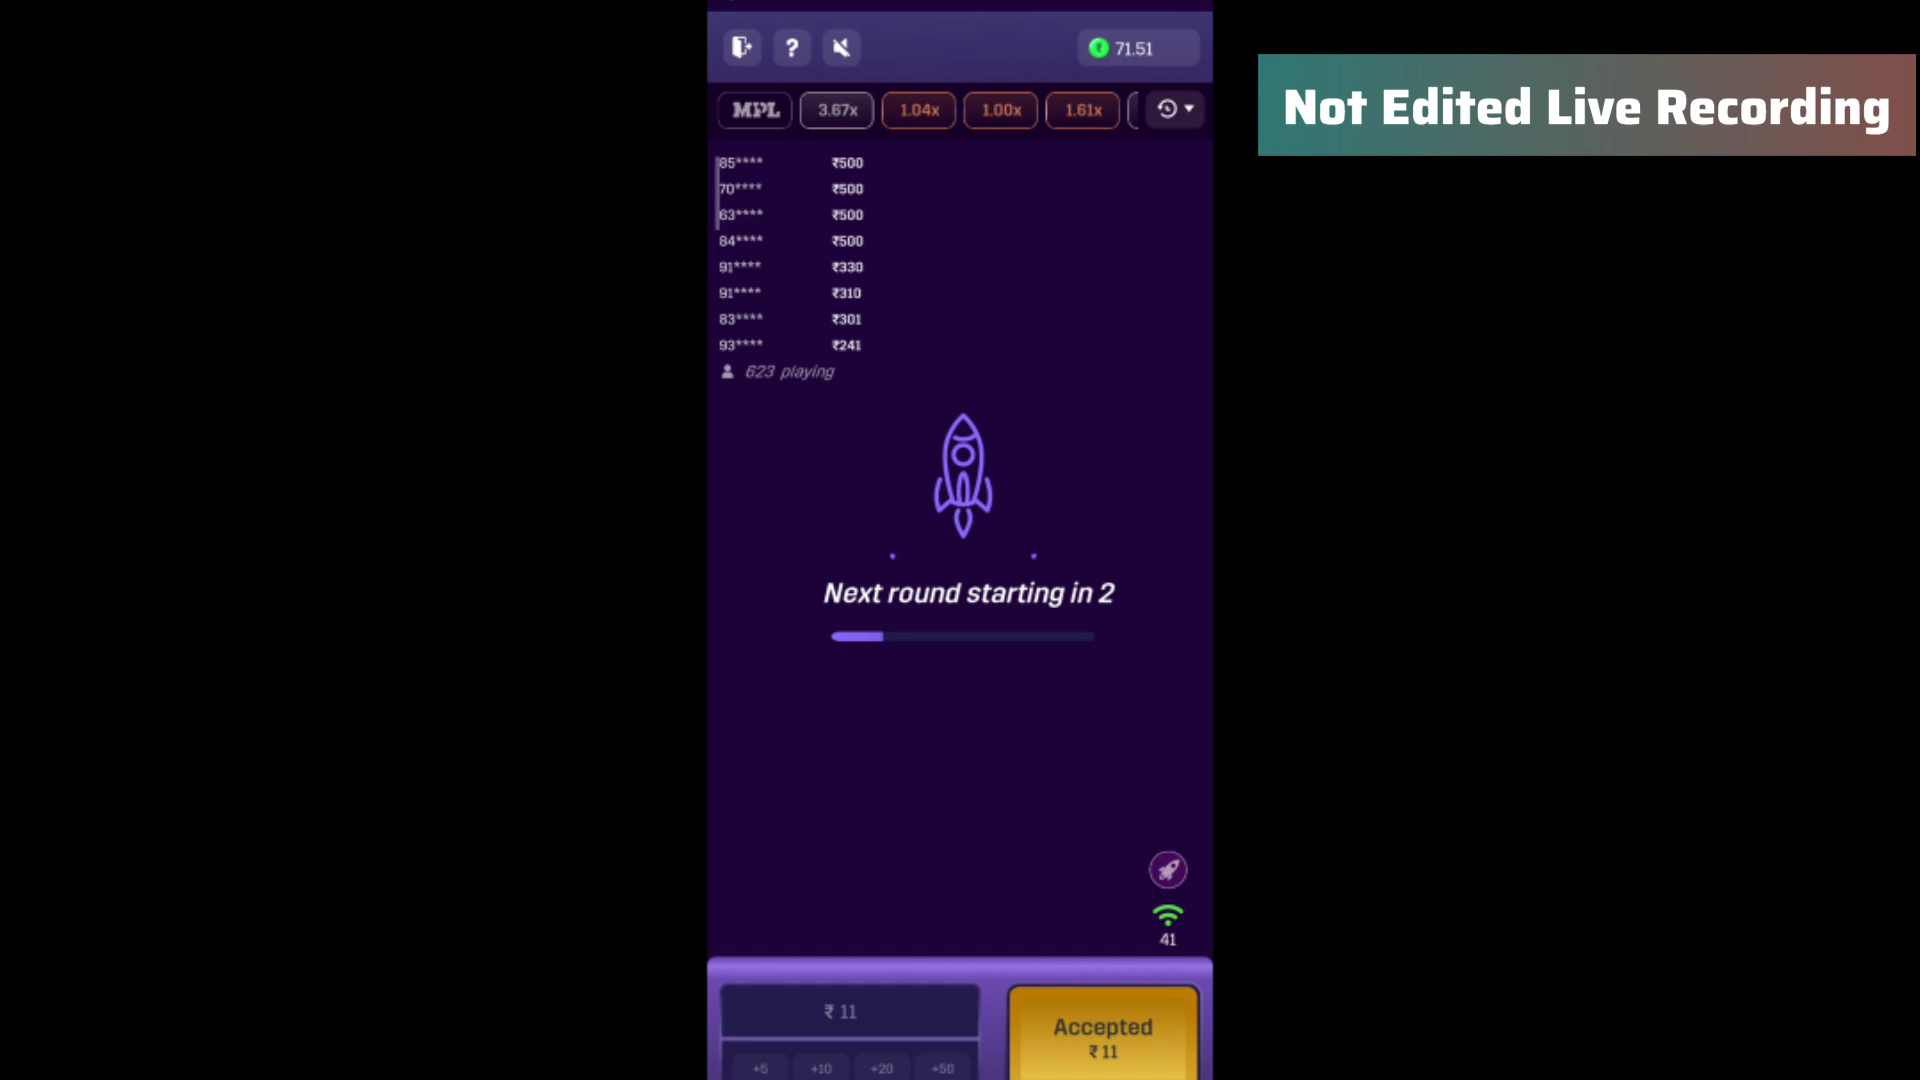 71.51
Not Edited Live Recording
MPL 3.67x 1.04x 1.00x 1.61x
85**** ₹500
70**** ₹500
63**** ₹500
84**** ₹500
91**** ₹330
91**** ₹310
83**** ₹301
93**** ₹241
623 playing
Next round starting in 2
41
₹ 11
Accepted
₹ 11
+5 +10 +20 +50